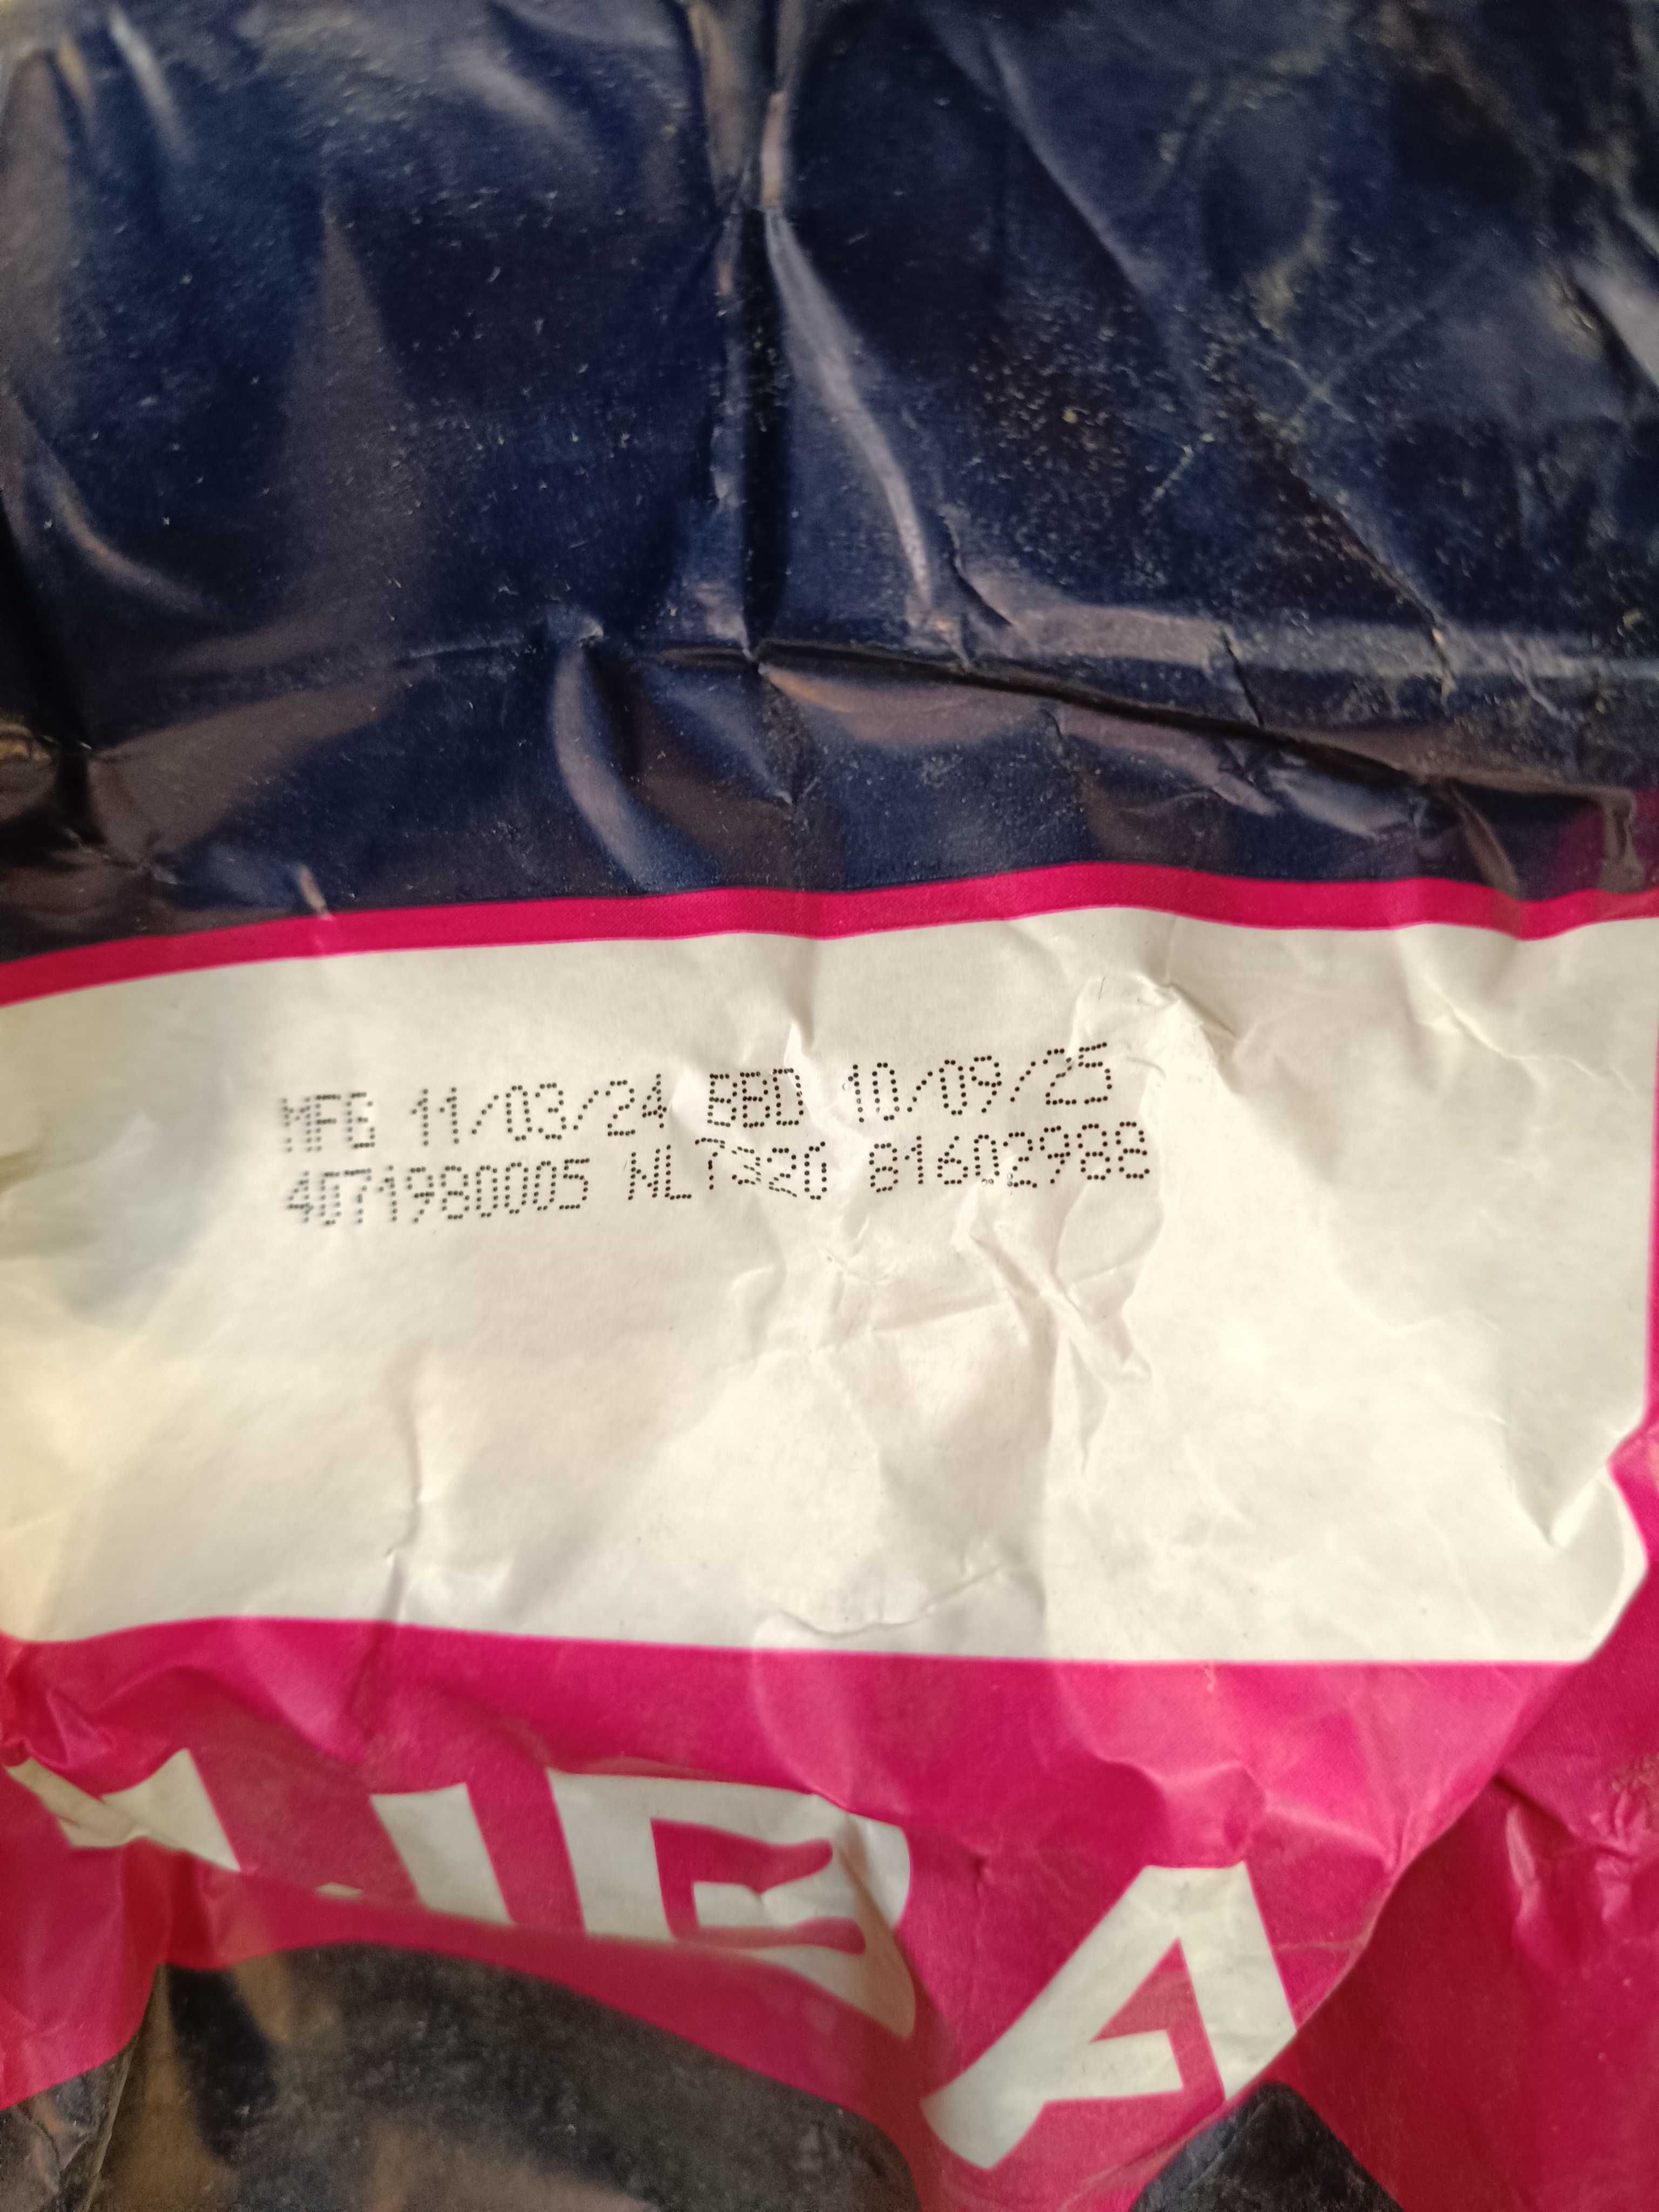 MFG 11/03/24 BBD 10/09/25
4071980005 NLT320 81602988